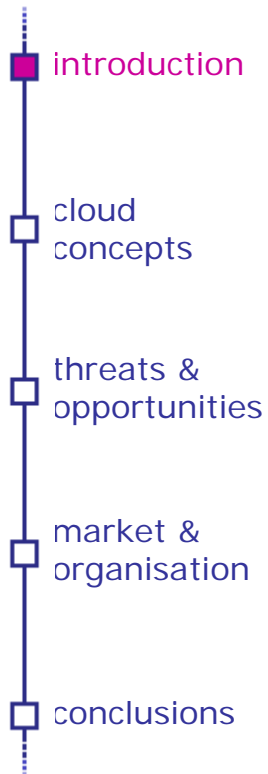 introduction
cloud
concepts
threats &
opportunities
market &
organisation
conclusions